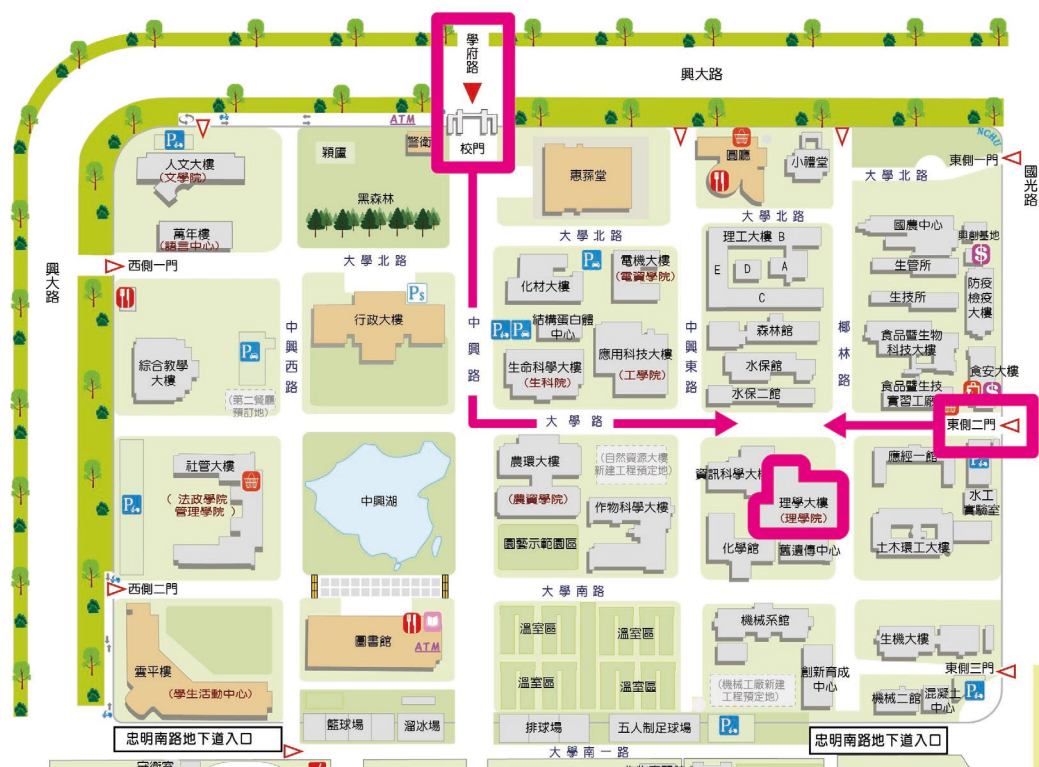 學府路
興大路
ATM
校門
警衛
P
人文大樓
(文學院)
穎廬
黑森林
惠蓀堂
圓廳
小禮堂
NCHU
東側一門
國光路
大學北路
萬年樓
(語言中心)
大學北路
大學北路
大學北路
西側一門
興大路
理工大樓 B
E
D
A
C
國農中心
興創基地
$
生管所
生技所
防疫
檢疫
大樓
電機大樓
(電資學院)
P
化材大樓
PS
行政大樓
中興西路
中興路
中興東路
椰林路
P
P
結構蛋白體
中心
生命科學大樓
(生科院)
應用科技大樓
(工學院)
森林館
水保館
水保二館
食品暨生物
科技大樓
食安大樓
食品暨生技
實習工廠
$
綜合教學
大樓
P
(第二餐廳
預訂地)
大學路
東側二門
社管大樓
(法政學院
管理學院)
P
中興湖
農環大樓
(農資學院)
(自然資源大樓
新建工程預定地)
作物科學大樓
園藝示範園區
資訊科學大樓
理學大樓
(理學院)
化學館
舊遺傳中心
應經一館
P
水工
實驗室
土木環工大樓
西側二門
大學南路
圖書館
ATM
雲平樓
(學生活動中心)
溫室區
溫室區
溫室區
溫室區
機械系館
(機械工廠新建
工程預定地)
創新育成
中心
生機大樓
東側三門
機械二館
混凝土
中心
P
籃球場
溜冰場
排球場
五人制足球場
P
忠明南路地下道入口
大學南一路
忠明南路地下道入口
守衛室